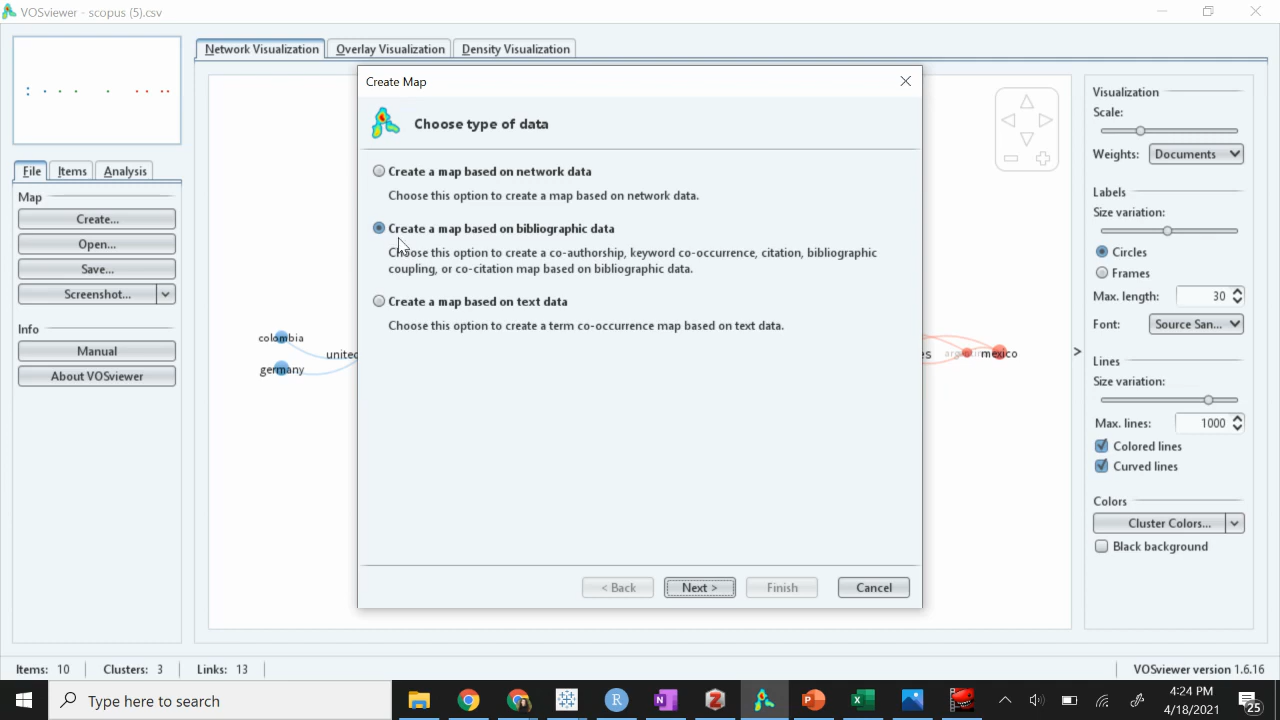 VOSviewer - scopus (5).csv
Network Visualization
Overlay Visualization
Density Visualization
File
Items
Analysis
Map
Create...
Open...
Save...
Screenshot...
Info
Manual
About VOSviewer
colombia
germany
united
Create Map
Choose type of data
Create a map based on network data
Choose this option to create a map based on network data.
Create a map based on bibliographic data
Choose this option to create a co-authorship, keyword co-occurrence, citation, bibliographic
coupling, or co-citation map based on bibliographic data.
Create a map based on text data
Choose this option to create a term co-occurrence map based on text data.
< Back
Next >
Finish
Cancel
es
mexico
>
Visualization
Scale:
Weights:
Documents
Labels
Size variation:
Circles
Frames
Max. length:
30
Font:
Source San...
Lines
Size variation:
Max. lines:
1000
Colored lines
Curved lines
Colors
Cluster Colors...
Black background
Items: 10
Clusters: 3
Links: 13
VOSviewer version 1.6.16
Type here to search
4:24 PM
4/18/2021
25